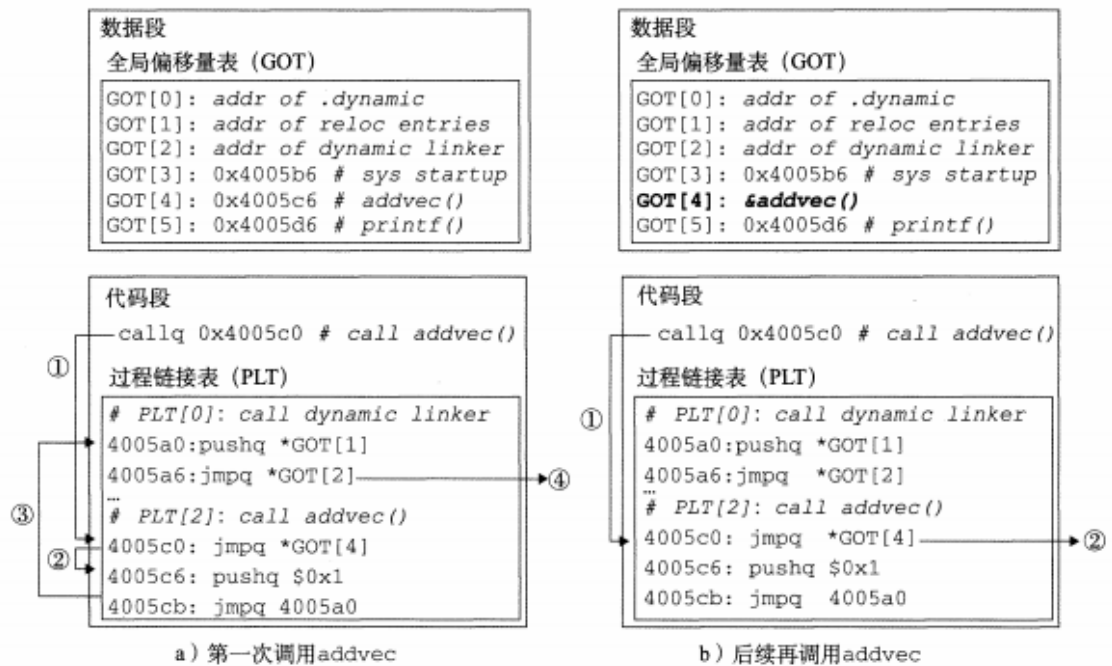 数据段
全局偏移量表（GOT）
GOT[0]: addr of .dynamic
GOT[1]: addr of reloc entries
GOT[2]: addr of dynamic linker
GOT[3]: 0x4005b6 # sys startup
GOT[4]: 0x4005c6 # addvec()
GOT[5]: 0x4005d6 # printf()
代码段
callq 0x4005c0 # call addvec()
①
过程链接表（PLT）
# PLT[0]: call dynamic linker
4005a0:pushq *GOT[1]
4005a6:jmpq *GOT[2]
④
…
③
# PLT[2]: call addvec()
4005c0: jmpq *GOT[4]
②
4005c6: pushq $0x1
4005cb: jmpq 4005a0
a）第一次调用addvec
数据段
全局偏移量表（GOT）
GOT[0]: addr of .dynamic
GOT[1]: addr of reloc entries
GOT[2]: addr of dynamic linker
GOT[3]: 0x4005b6 # sys startup
GOT[4]: &addvec()
GOT[5]: 0x4005d6 # printf()
代码段
callq 0x4005c0 # call addvec()
过程链接表（PLT）
①
# PLT[0]: call dynamic linker
4005a0:pushq *GOT[1]
4005a6:jmpq *GOT[2]
…
# PLT[2]: call addvec()
4005c0: jmpq *GOT[4]
②
4005c6: pushq $0x1
4005cb: jmpq 4005a0
b）后续再调用addvec